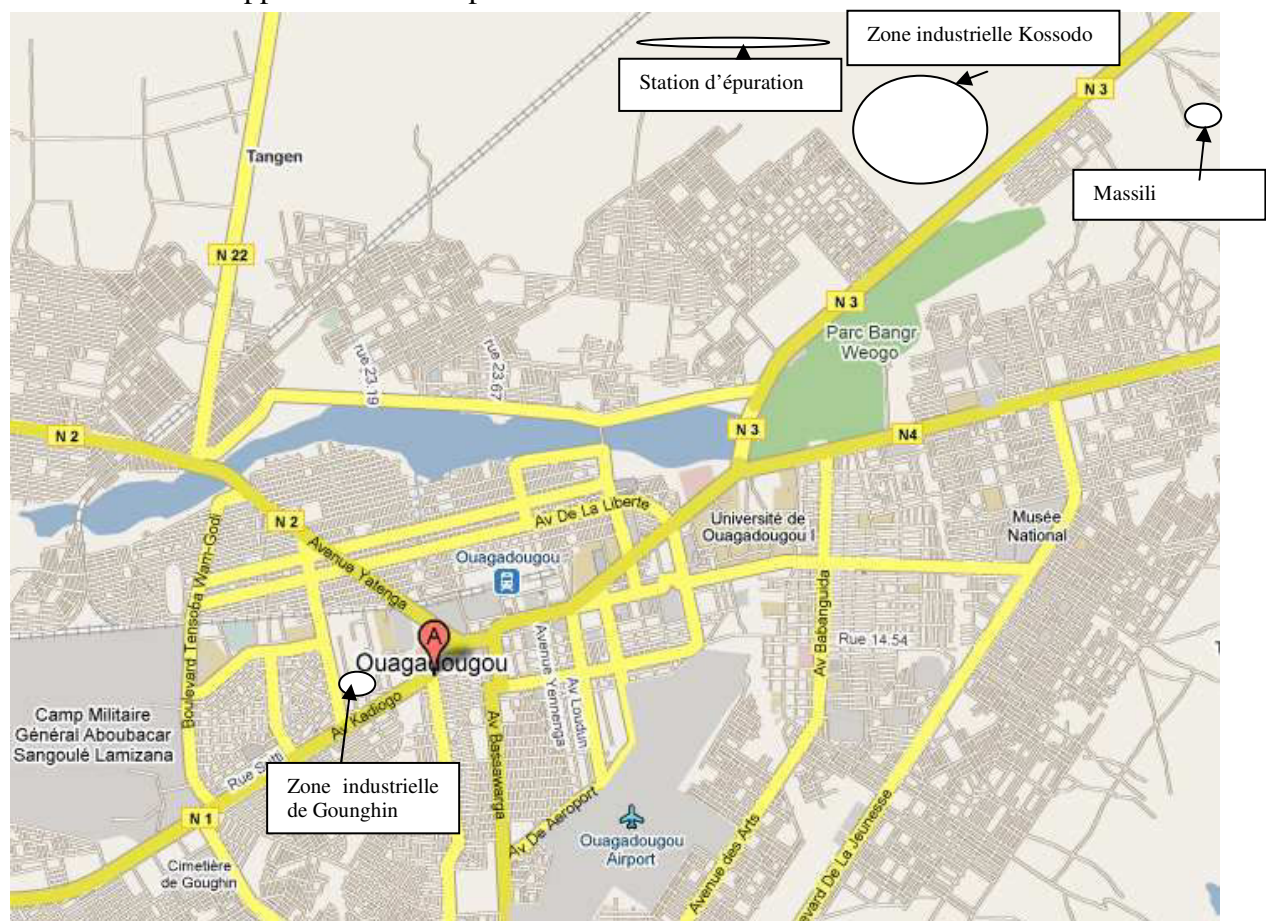 Zone industrielle Kossodo
Station d'épuration
N 3
Massili
Tangen
N 22
N 3
Parc Bangr
Weogo
rue 23.19
rue 23.67
N 2
N 3
N4
N 2
Av De La Liberte
Université de
Ouagadougou I
Musée
National
Avenue Yatenga
Ouagadougou
Boulevard Tensoba Wam-Godi
Av Babanguida
Rue 14.54
A
Ouagadougou
Avenue Yennenga
Av Loudun
Av Kadiogo
Camp Militaire
Général Aboubacar
Sangoulé Lamizana
Av Bassawarga
Rue
Zone industrielle
de Gounghin
N 1
Av De Aeroport
Ouagadougou
Airport
Avenue des Arts
evard De La Jeunesse
Cimetière
de Goughin